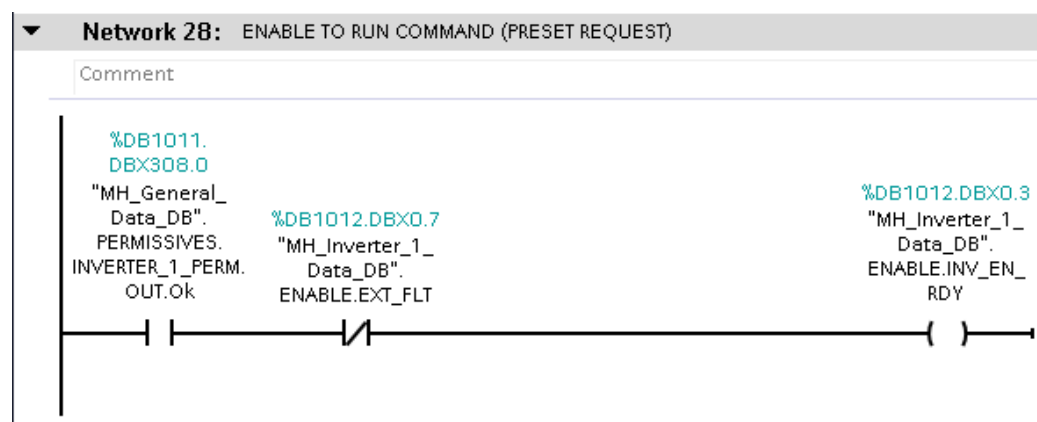 Network 28: ENABLE TO RUN COMMAND (PRESET REQUEST)
Comment
%DB1011.
DBX308.0
"MH_General_
Data_DB".
PERMISSIVES.
INVERTER_1_PERM.
OUT.Ok
%DB1012.DBX0.7
"MH_Inverter_1_
Data_DB".
ENABLE.EXT_FLT
%DB1012.DBX0.3
"MH_Inverter_1_
Data_DB".
ENABLE.INV_EN_
RDY